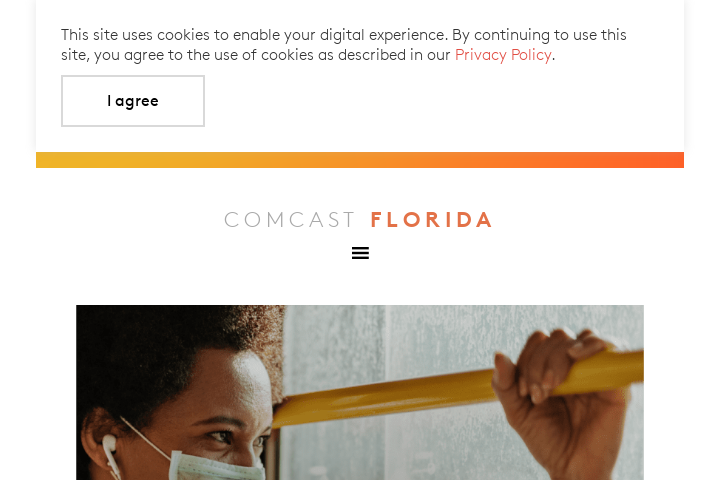 This site uses cookies to enable your digital experience. By continuing to use this
site, you agree to the use of cookies as described in our Privacy Policy.
I agree
COMCAST FLORIDA